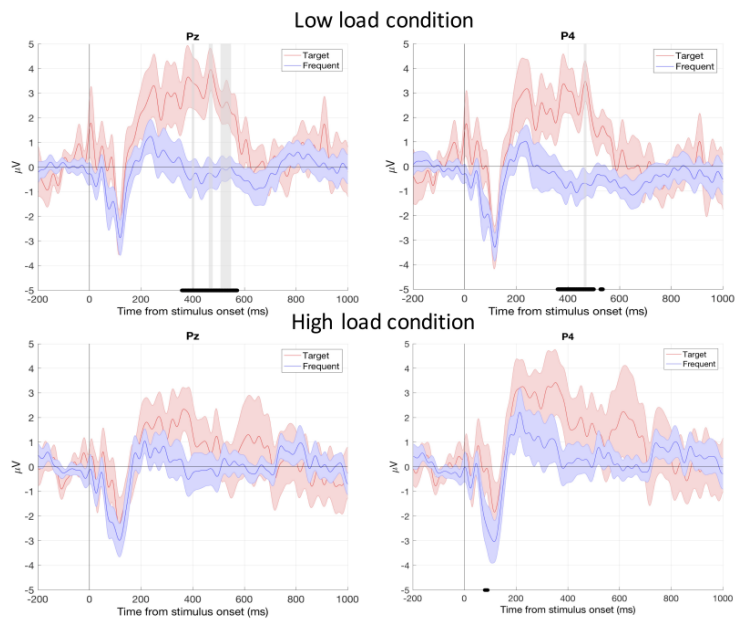 Low load condition
Pz
P4
Target
Frequent
Target
Frequent
5
4
3
2
1
0
-1
-2
-3
-4
-5
µV
-200 0 200 400 600 800 1000
Time from stimulus onset (ms)
5
4
3
2
1
0
-1
-2
-3
-4
-5
µV
-200 0 200 400 600 800 1000
Time from stimulus onset (ms)
High load condition
Pz
P4
Target
Frequent
Target
Frequent
5
4
3
2
1
0
-1
-2
-3
-4
-5
µV
-200 0 200 400 600 800 1000
Time from stimulus onset (ms)
5
4
3
2
1
0
-1
-2
-3
-4
-5
µV
-200 0 200 400 600 800 1000
Time from stimulus onset (ms)